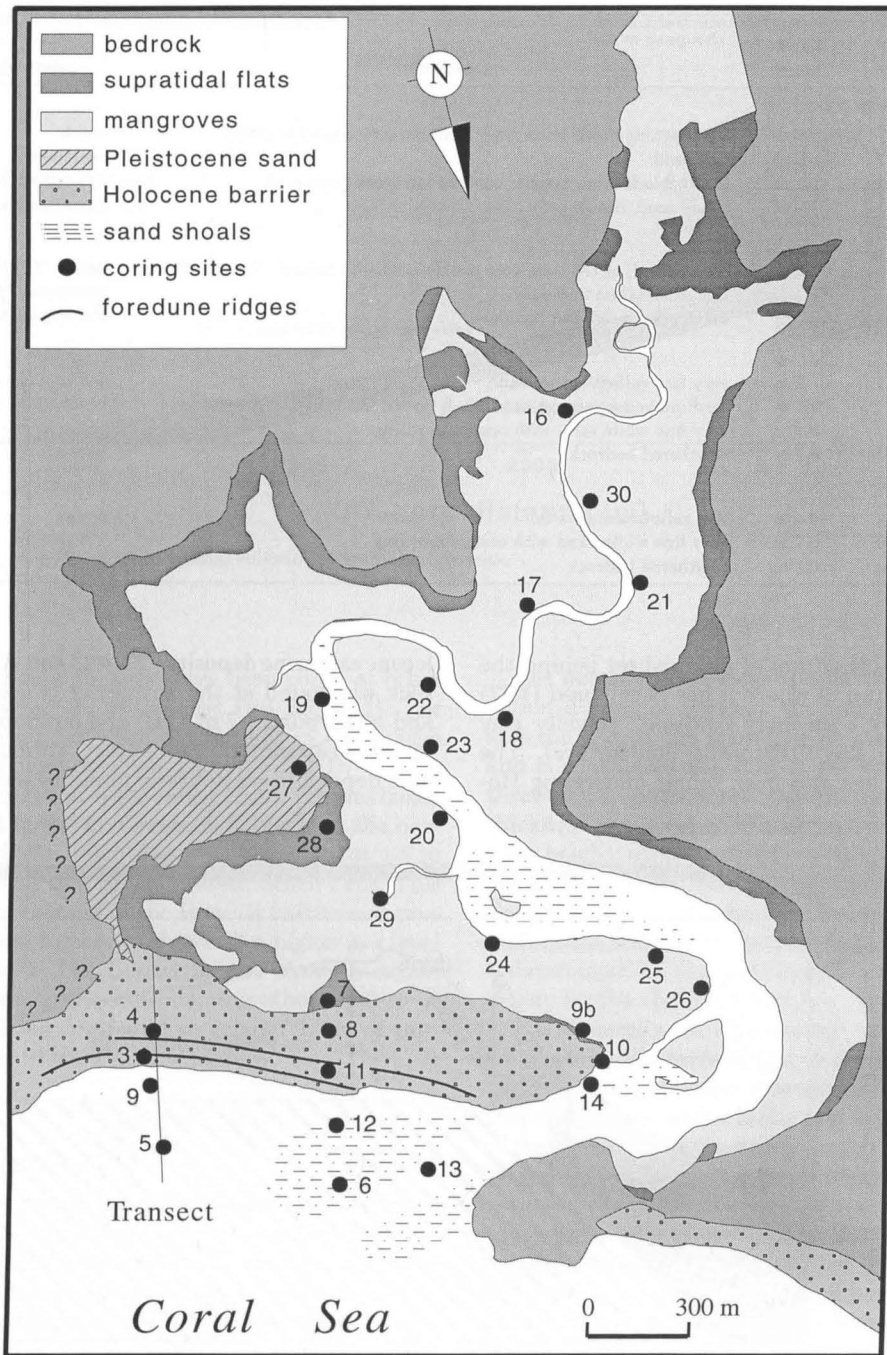 bedrock
supratidal flats
mangroves
Pleistocene sand
Holocene barrier
sand shoals
coring sites
foredune ridges
N
16
30
21
17
19
22
18
23
27
20
28
29
24
25
26
7
9b
4
8
10
3
11
14
9
12
5
13
6
?
?
?
?
?
?
?
Transect
Coral Sea
0 300 m